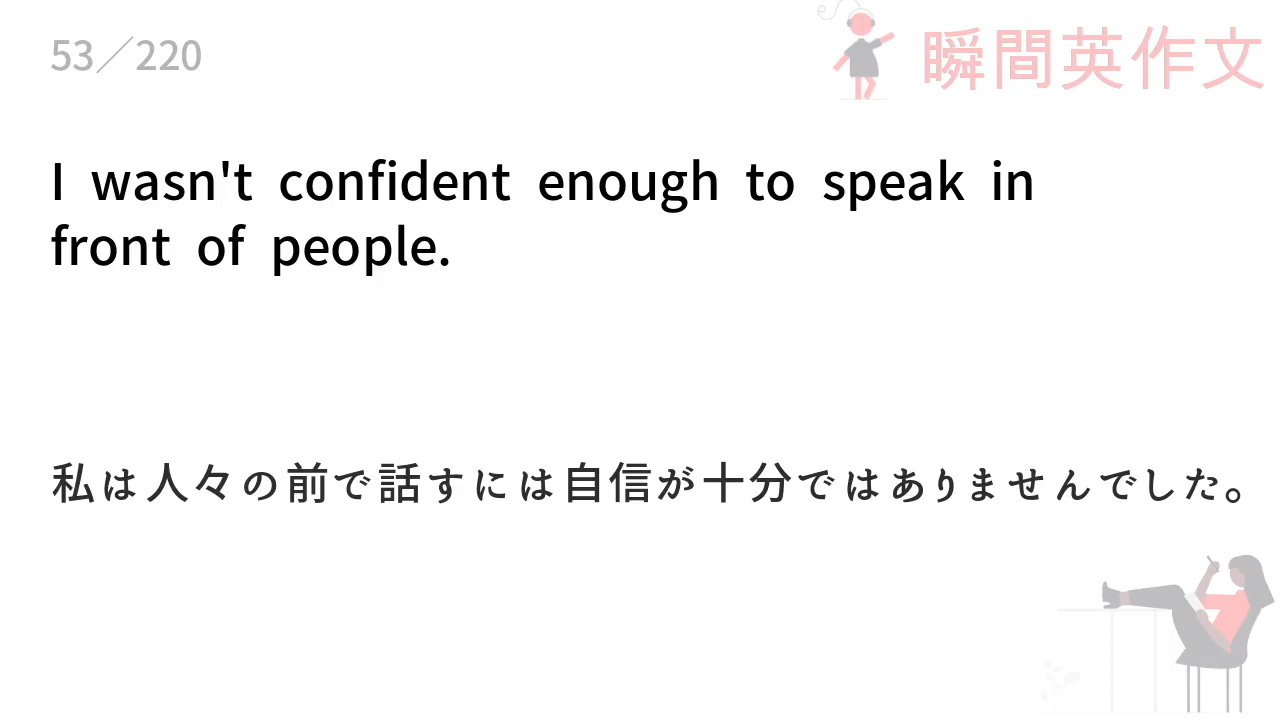 53／220
瞬間英作文
I wasn't confident enough to speak in
front of people.
私は人々の前で話すには自信が十分ではありませんでした。